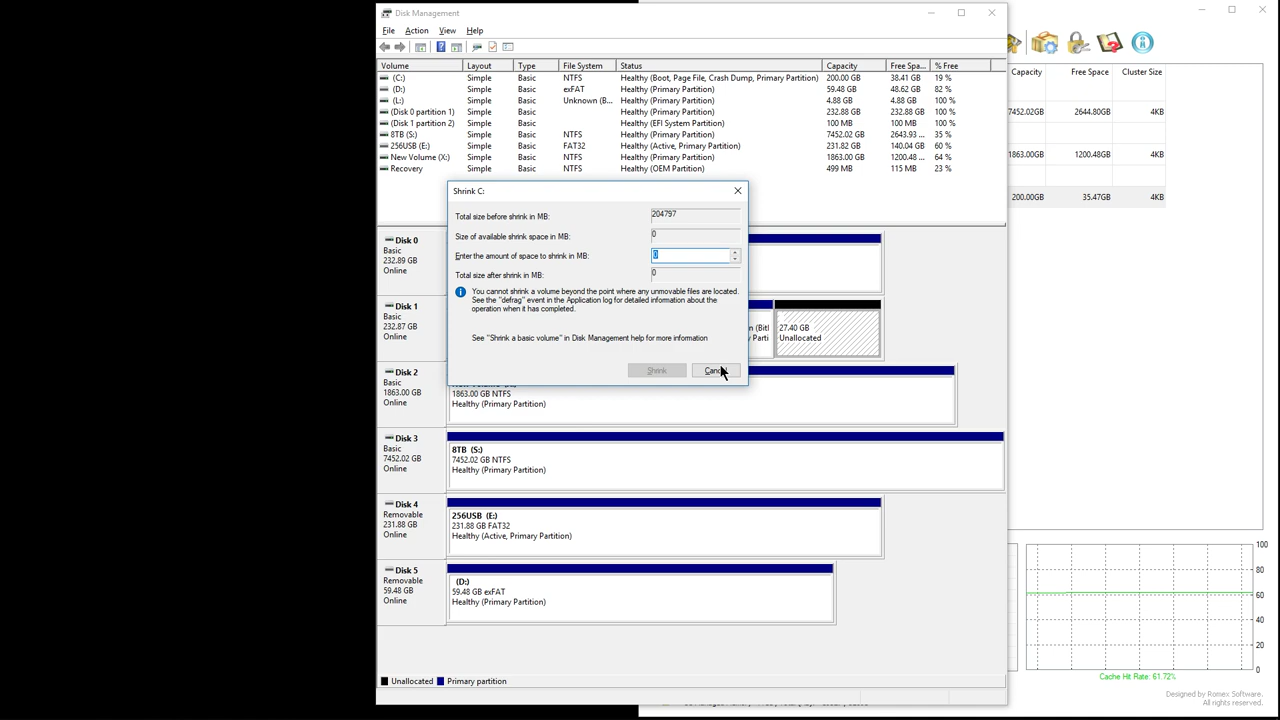 Disk Management
File Action View Help
Volume Layout Type File System Status Capacity Free Spa... % Free
(C:) Simple Basic NTFS Healthy (Boot, Page File, Crash Dump, Primary Partition) 200.00 GB 38.41 GB 19 %
(D:) Simple Basic exFAT Healthy (Primary Partition) 59.48 GB 48.62 GB 82 %
(L:) Simple Basic Unknown (B... Healthy (Primary Partition) 4.88 GB 4.88 GB 100 %
(Disk 0 partition 1) Simple Basic Healthy (Primary Partition) 232.88 GB 232.88 GB 100 %
(Disk 1 partition 2) Simple Basic Healthy (EFI System Partition) 100 MB 100 MB 100 %
8TB (S:) Simple Basic NTFS Healthy (Primary Partition) 7452.02 GB 2643.93 ... 35 %
256USB (E:) Simple Basic FAT32 Healthy (Active, Primary Partition) 231.82 GB 140.04 GB 60 %
New Volume (X:) Simple Basic NTFS Healthy (Primary Partition) 1863.00 GB 1200.48 ... 64 %
Recovery Simple Basic NTFS Healthy (OEM Partition) 499 MB 115 MB 23 %
Capacity Free Space Cluster Size
7452.02GB 2644.80GB 4KB
1863.00GB 1200.48GB 4KB
200.00GB 35.47GB 4KB
Shrink C:
Total size before shrink in MB: 204797
Size of available shrink space in MB: 0
Enter the amount of space to shrink in MB: 0
Total size after shrink in MB: 0
You cannot shrink a volume beyond the point where any unmovable files are located.
See the "defrag" event in the Application log for detailed information about the
operation when it has completed.
See "Shrink a basic volume" in Disk Management help for more information
Shrink
Disk 0
Basic
232.89 GB
Online
Disk 1
Basic
232.87 GB
Online
n (Bitl
Parti
27.40 GB
Unallocated
Disk 2
Basic
1863.00 GB
Online
1863.00 GB NTFS
Healthy (Primary Partition)
Disk 3
Basic
7452.02 GB
Online
8TB (S:)
7452.02 GB NTFS
Healthy (Primary Partition)
Disk 4
Removable
231.88 GB
Online
256USB (E:)
231.88 GB FAT32
Healthy (Active, Primary Partition)
Disk 5
Removable
59.48 GB
Online
(D:)
59.48 GB exFAT
Healthy (Primary Partition)
Unallocated Primary partition
100
80
60
40
20
0
Cache Hit Rate: 61.72%
Designed by Romex Software.
All rights reserved.